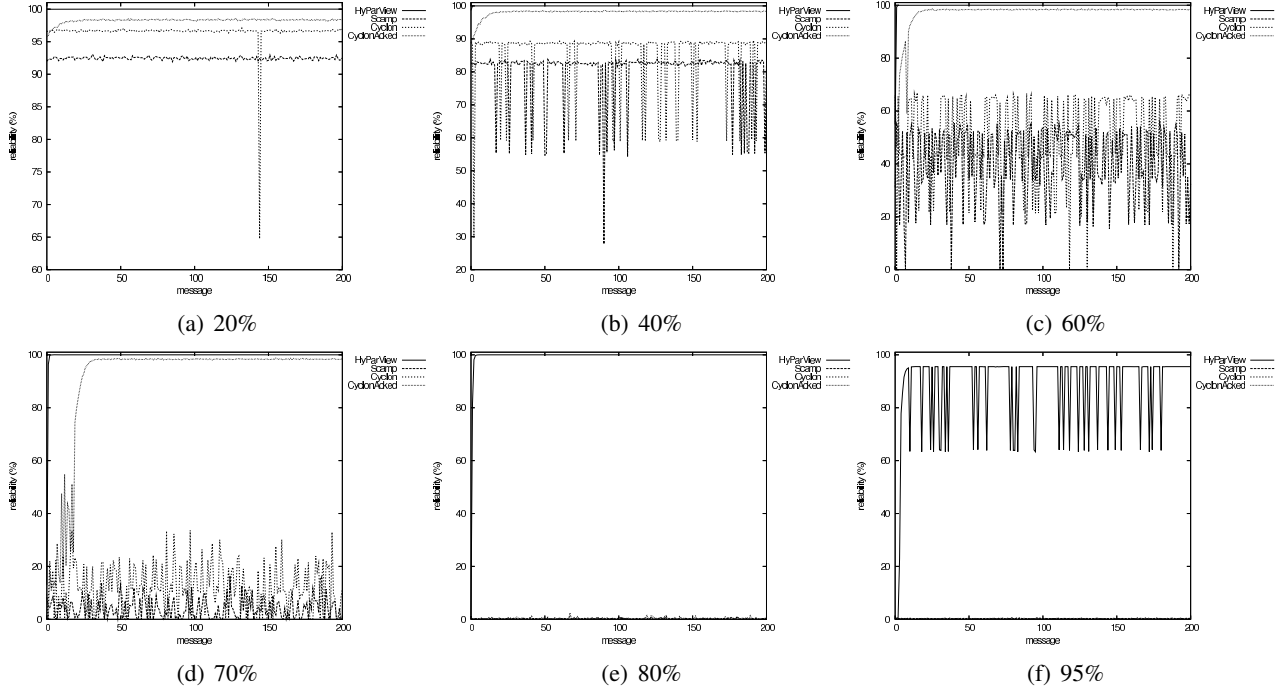 100
95
90
85
80
75
70
65
60
reliability (%)
0 50 100 150 200
message
HyParView
Scamp
Cyclon
CyclonAcked
(a) 20%
100
90
80
70
60
50
40
30
20
reliability (%)
0 50 100 150 200
message
HyParView
Scamp
Cyclon
CyclonAcked
(b) 40%
100
80
60
40
20
0
reliability (%)
0 50 100 150 200
message
HyParView
Scamp
Cyclon
CyclonAcked
(c) 60%
100
80
60
40
20
0
reliability (%)
0 50 100 150 200
message
HyParView
Scamp
Cyclon
CyclonAcked
(d) 70%
100
80
60
40
20
0
reliability (%)
0 50 100 150 200
message
HyParView
Scamp
Cyclon
CyclonAcked
(e) 80%
100
80
60
40
20
0
reliability (%)
0 50 100 150 200
message
HyParView
Scamp
Cyclon
CyclonAcked
(f) 95%